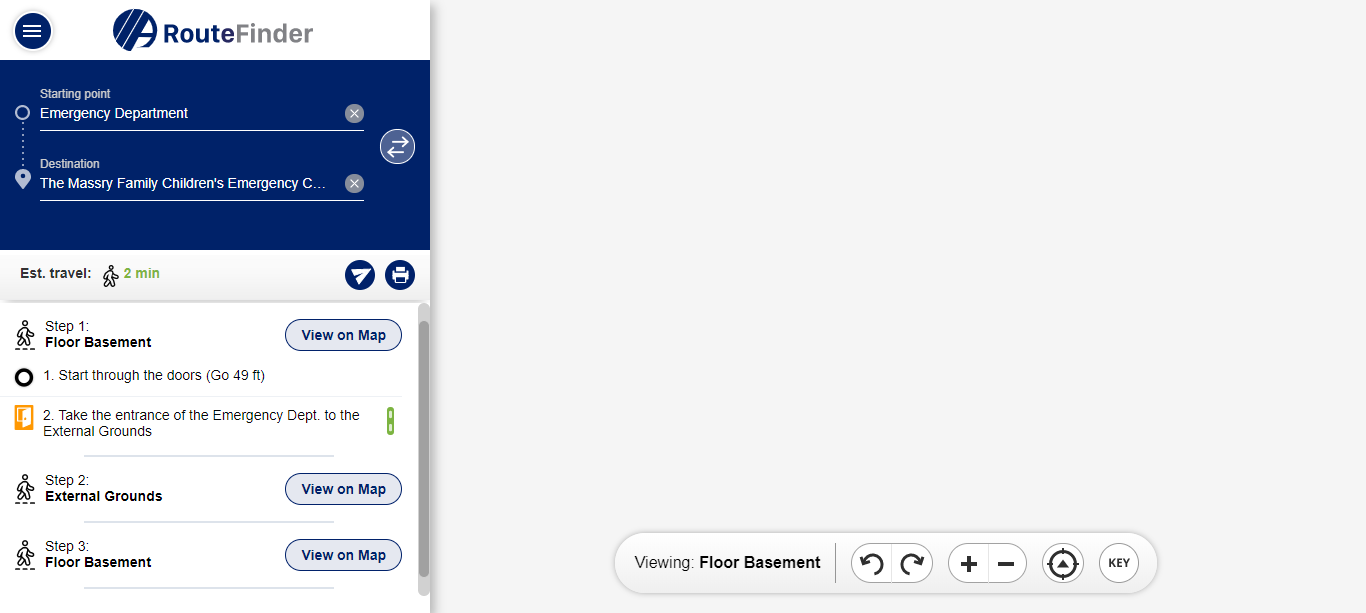 RouteFinder
Starting point
Emergency Department
Destination
The Massry Family Children's Emergency C...
Est. travel: 2 min
Step 1:
Floor Basement
View on Map
1. Start through the doors (Go 49 ft)
2. Take the entrance of the Emergency Dept. to the
External Grounds
Step 2:
External Grounds
View on Map
Step 3:
Floor Basement
View on Map
Viewing: Floor Basement
KEY